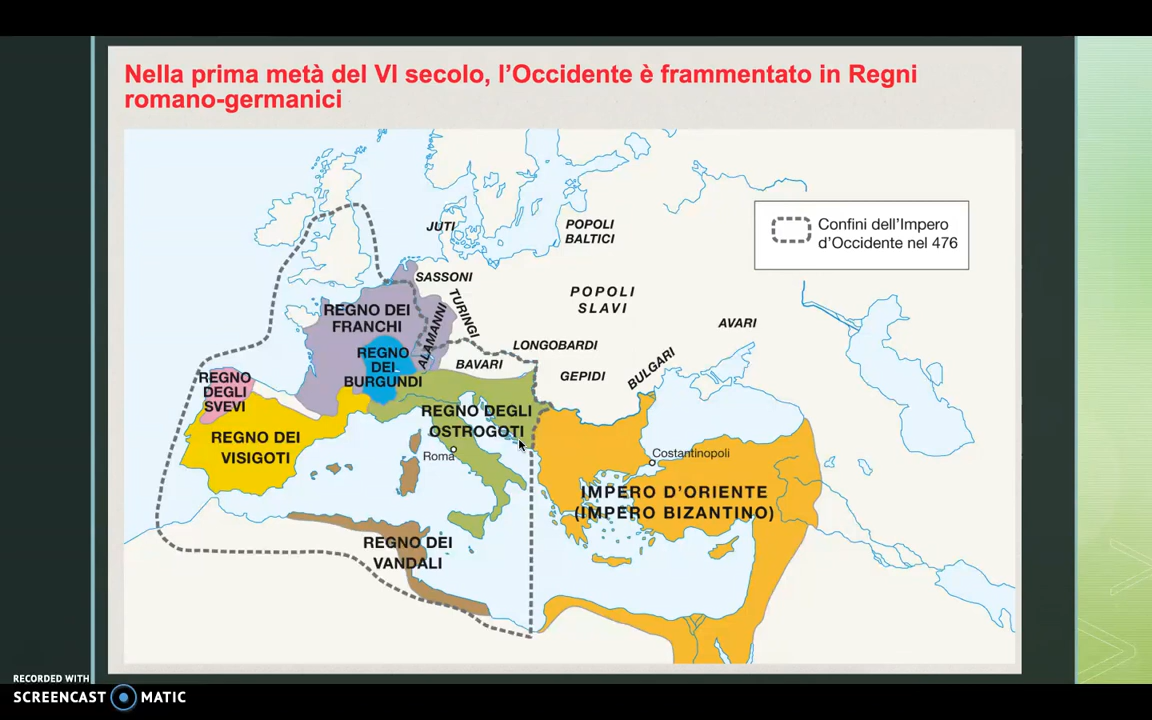 Nella prima metà del VI secolo, l'Occidente è frammentato in Regni
romano-germanici
Confini dell'Impero
d'Occidente nel 476
JUTI
POPOLI
BALTICI
SASSONI
TURINGI
POPOLI
SLAVI
REGNO DEI
FRANCHI
ALAMANNI
AVARI
LONGOBARDI
REGNO
DEI
BURGUNDI
BAVARI
GEPIDI
BULGARI
REGNO
DEGLI
SVEVI
REGNO DEGLI
OSTROGOTI
REGNO DEI
VISIGOTI
Roma
Costantinopoli
IMPERO D'ORIENTE
(IMPERO BIZANTINO)
REGNO DEI
VANDALI
RECORDED WITH
SCREENCAST MATIC